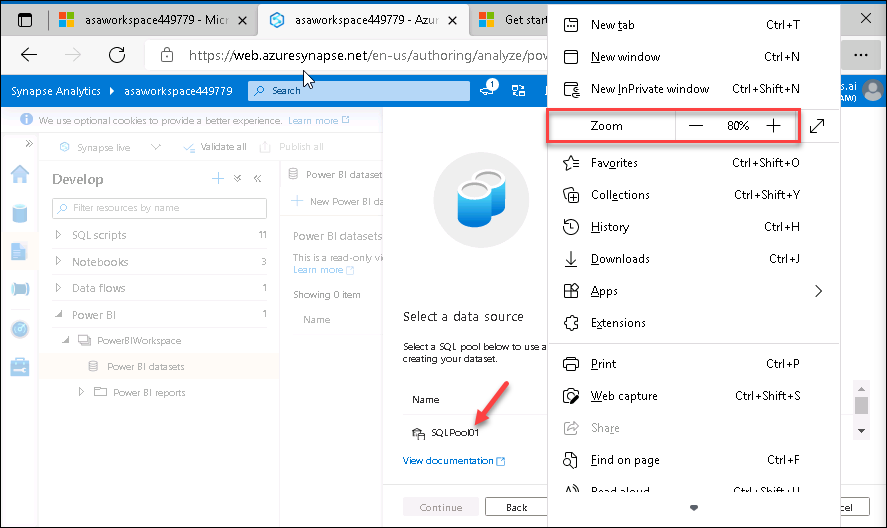 asaworkspace449779 - Micr
asaworkspace449779 - Azur
Get start
https://web.azuresynapse.net/en-us/authoring/analyze/pow
Synapse Analytics
asaworkspace449779
Search
1
s.ai
AW)
We use optional cookies to provide a better experience. Learn more
Synapse live
Validate all
Publish all
Develop
Filter resources by name
SQL scripts 11
Notebooks 3
Data flows 1
Power BI 1
PowerBIWorkspace
Power BI datasets
Power BI reports
Power BI dataset
New Power BI da
Power BI datasets
This is a read-only vi
Learn more
Showing 0 item
Name
Select a data source
Select a SQL pool below to use a
creating your dataset.
Name
SQLPool01
View documentation
Continue
Back
cel
New tab Ctrl+T
New window Ctrl+N
New InPrivate window Ctrl+Shift+N
Zoom — 80% +
Favorites Ctrl+Shift+O
Collections Ctrl+Shift+Y
History Ctrl+H
Downloads Ctrl+J
Apps
Extensions
Print Ctrl+P
Web capture Ctrl+Shift+S
Share
Find on page Ctrl+F
Read aloud Ctrl+Shift+U